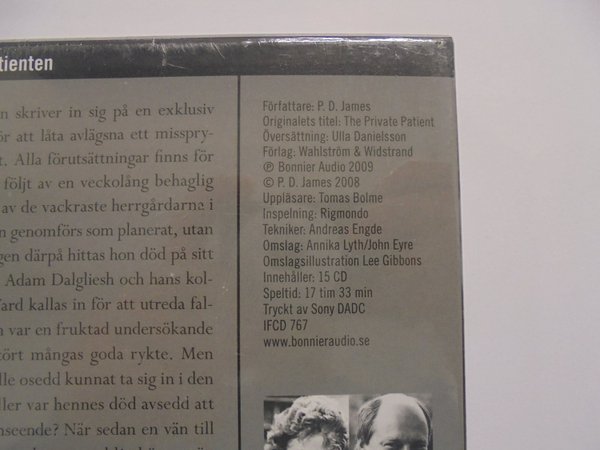 tienten
n skriver in sig på en exklusiv
ör att låta avlägsna ett misspry-
t. Alla förutsättningar finns för
följt av en veckolång behaglig
av de vackraste herrgårdarna i
n genomförs som planerat, utan
gen därpå hittas hon död på sitt
Adam Dalgliesh och hans kol-
Yard kallas in för att utreda fal-
n var en fruktad undersökande
tört mångas goda rykte. Men
lle osedd kunnat ta sig in i den
ller var hennes död avsedd att
nseende? När sedan en vän till
Författare: P. D. James
Originalets titel: The Private Patient
Översättning: Ulla Danielsson
Förlag: Wahlström & Widstrand
℗ Bonnier Audio 2009
© P. D. James 2008
Uppläsare: Tomas Bolme
Inspelning: Rigmondo
Tekniker: Andreas Engde
Omslag: Annika Lyth/John Eyre
Omslagsillustration Lee Gibbons
Innehåller: 15 CD
Speltid: 17 tim 33 min
Tryckt av Sony DADC
IFCD 767
www.bonnieraudio.se